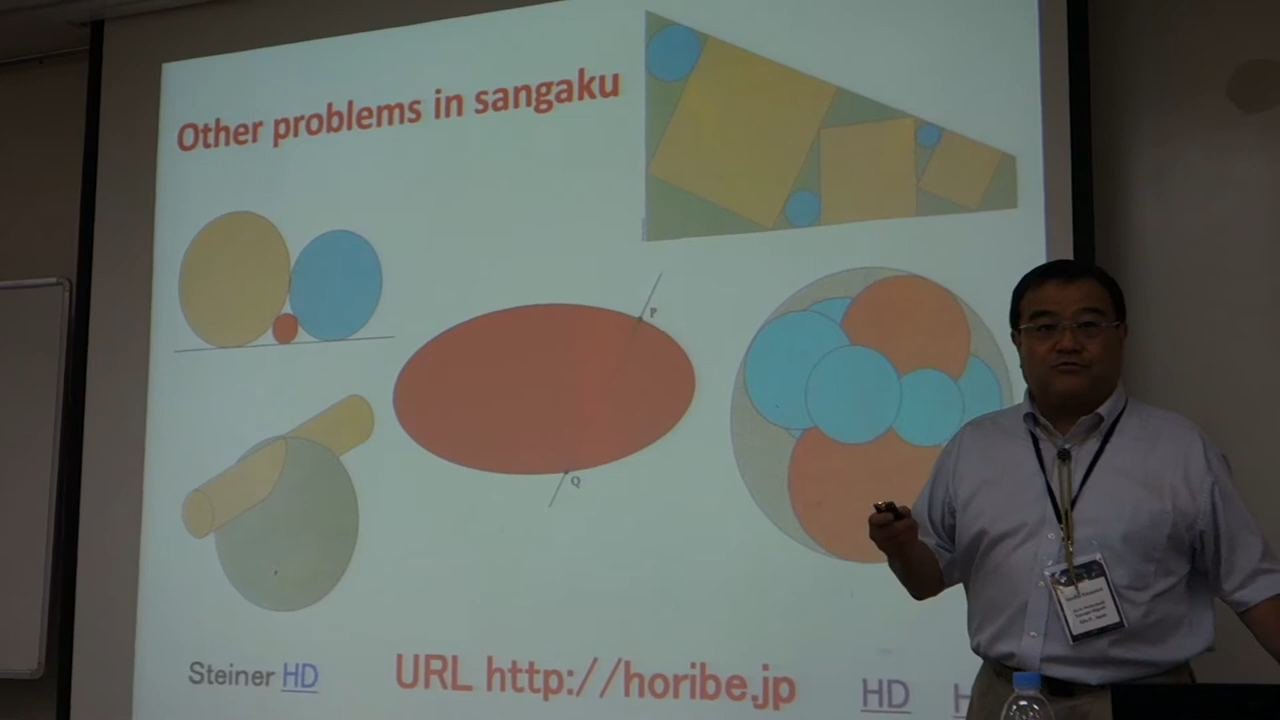 Other problems in sangaku
P
Q
Steiner HD
URL http://horibe.jp
HD H